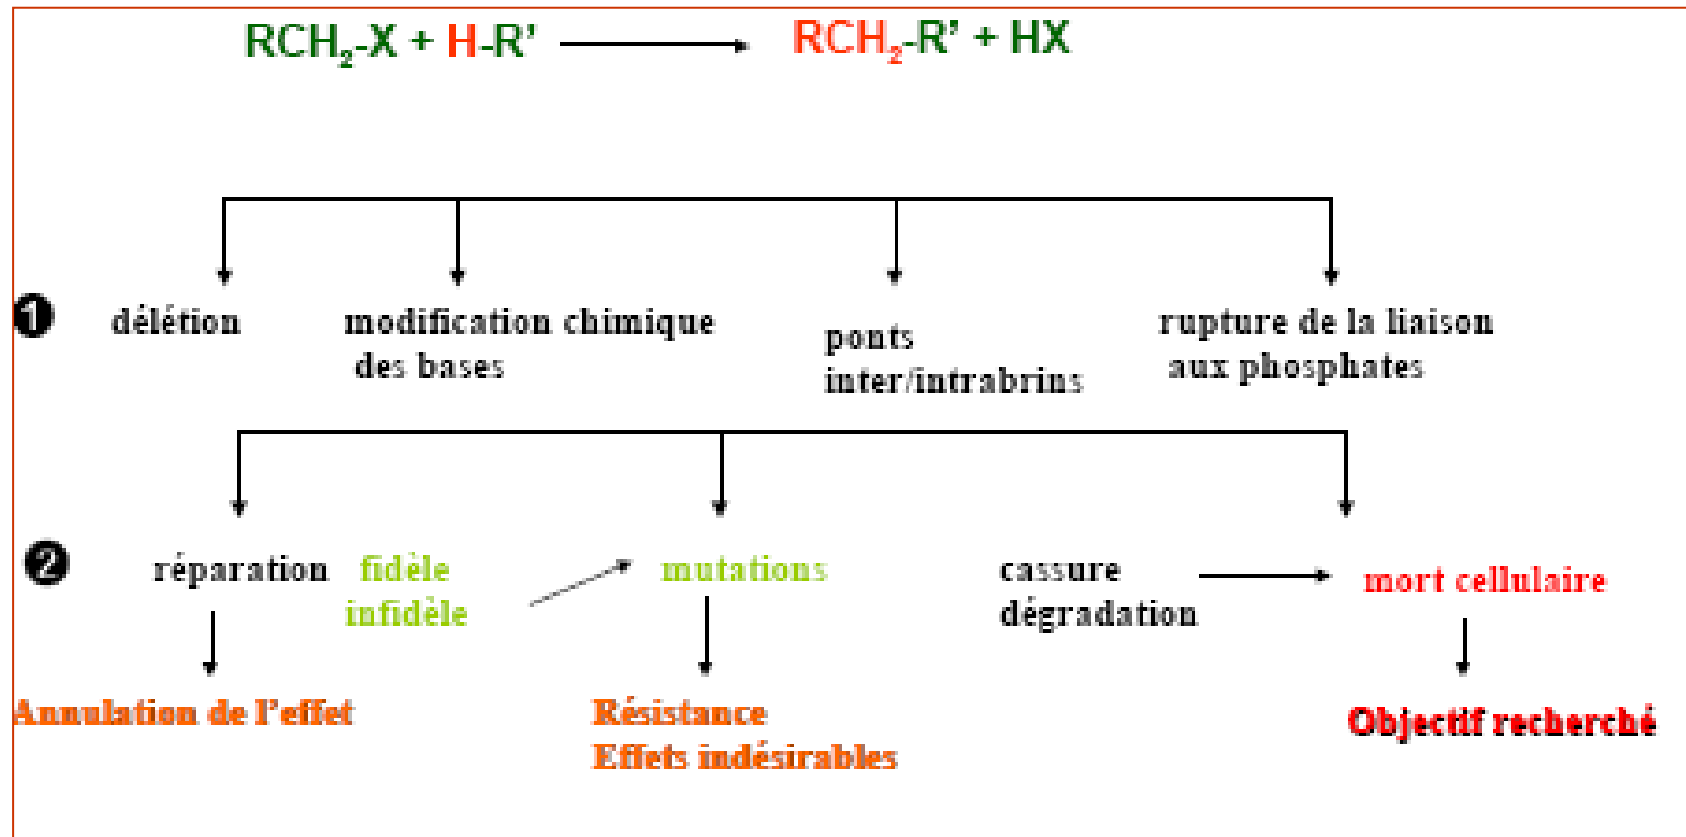 RCH₂-X + H-R' RCH₂-R' + HX
❶ délétion modification chimique des bases ponts inter/intrabrins rupture de la liaison aux phosphates
❷ réparation fidèle infidèle mutations cassure dégradation mort cellulaire
Annulation de l'effet
Résistance
Effets indésirables
Objectif recherché